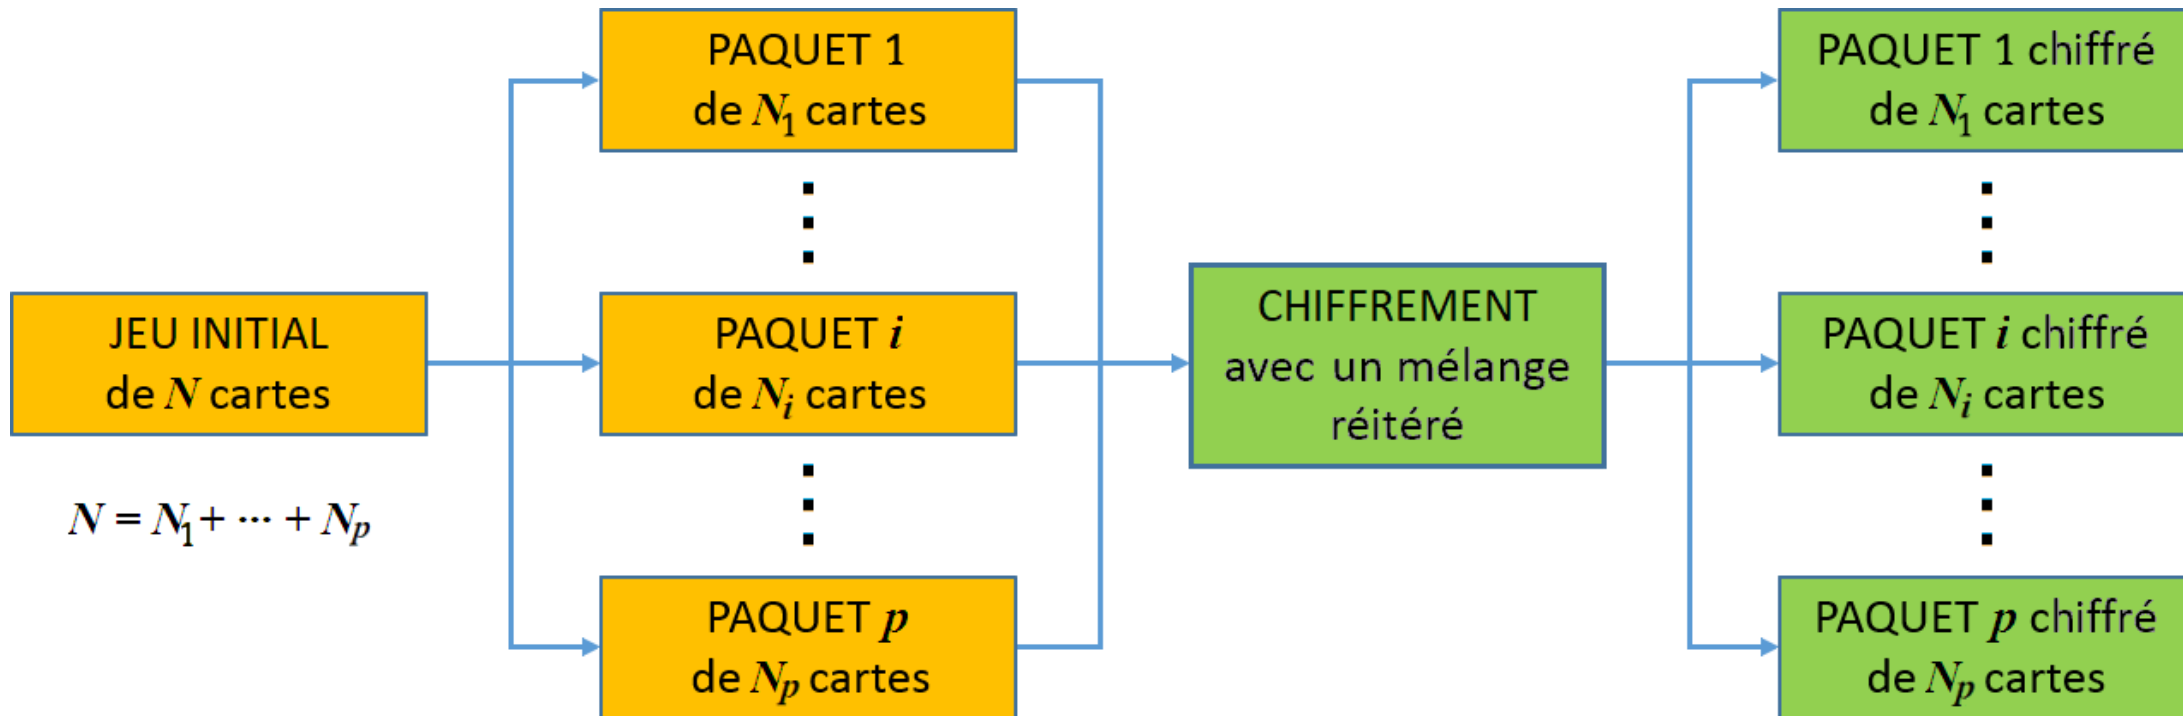 JEU INITIAL
de N cartes
N = N₁ + ⋯ + Nₚ
PAQUET 1
de N₁ cartes
PAQUET i
de Nᵢ cartes
PAQUET p
de Nₚ cartes
CHIFFREMENT
avec un mélange
réitéré
PAQUET 1 chiffré
de N₁ cartes
PAQUET i chiffré
de Nᵢ cartes
PAQUET p chiffré
de Nₚ cartes